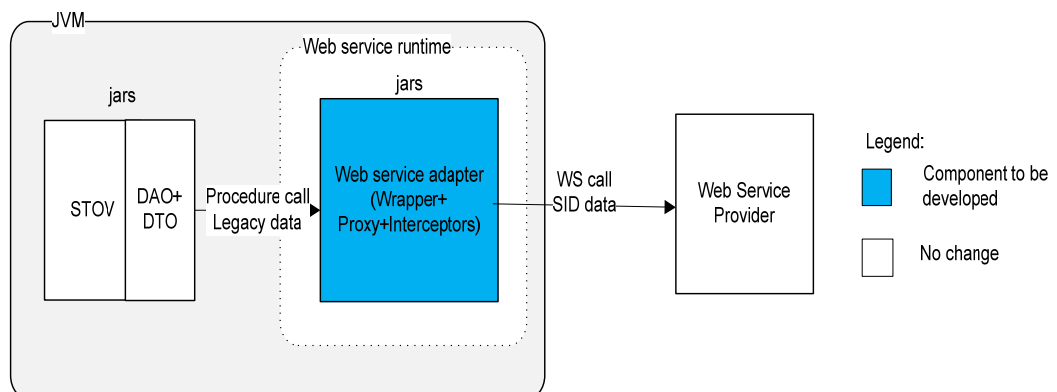 JVM
Web service runtime
jars
jars
STOV
DAO+
DTO
Procedure call
Legacy data
Web service adapter
(Wrapper+
Proxy+Interceptors)
WS call
SID data
Web Service
Provider
Legend:
Component to be
developed
No change